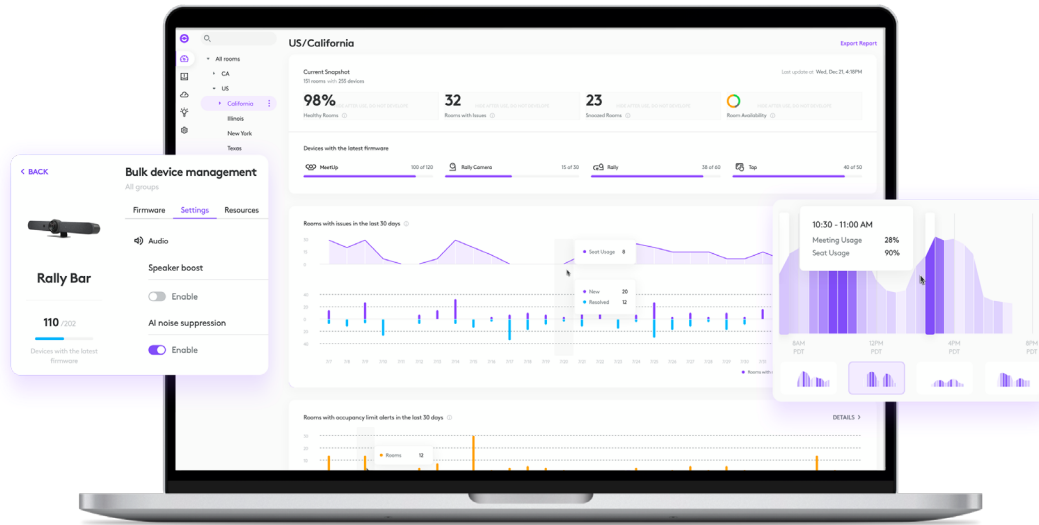 US/California
Export Report
All rooms
CA
US
California
Illinois
New York
Texas
Current Snapshot
151 rooms with 255 devices
Last update at Wed, Dec 21, 4:18PM
98%
Healthy Rooms
32
Rooms with Issues
23
Snoozed Rooms
Room Availability
Devices with the latest firmware
MeetUp
100 of 120
Rally Camera
15 of 30
Rally
58 of 60
Tap
40 of 50
< BACK
Bulk device management
All groups
Firmware
Settings
Resources
Audio
Speaker boost
Enable
AI noise suppression
Enable
Rally Bar
110 /202
Devices with the latest
firmware
Rooms with issues in the last 30 days
Seat Usage 8
New 20
Resolved 12
10:30 - 11:00 AM
Meeting Usage 28%
Seat Usage 90%
8AM
PDT
12PM
PDT
4PM
PDT
8PM
PDT
Rooms with occupancy limit alerts in the last 30 days
DETAILS >
Rooms 12